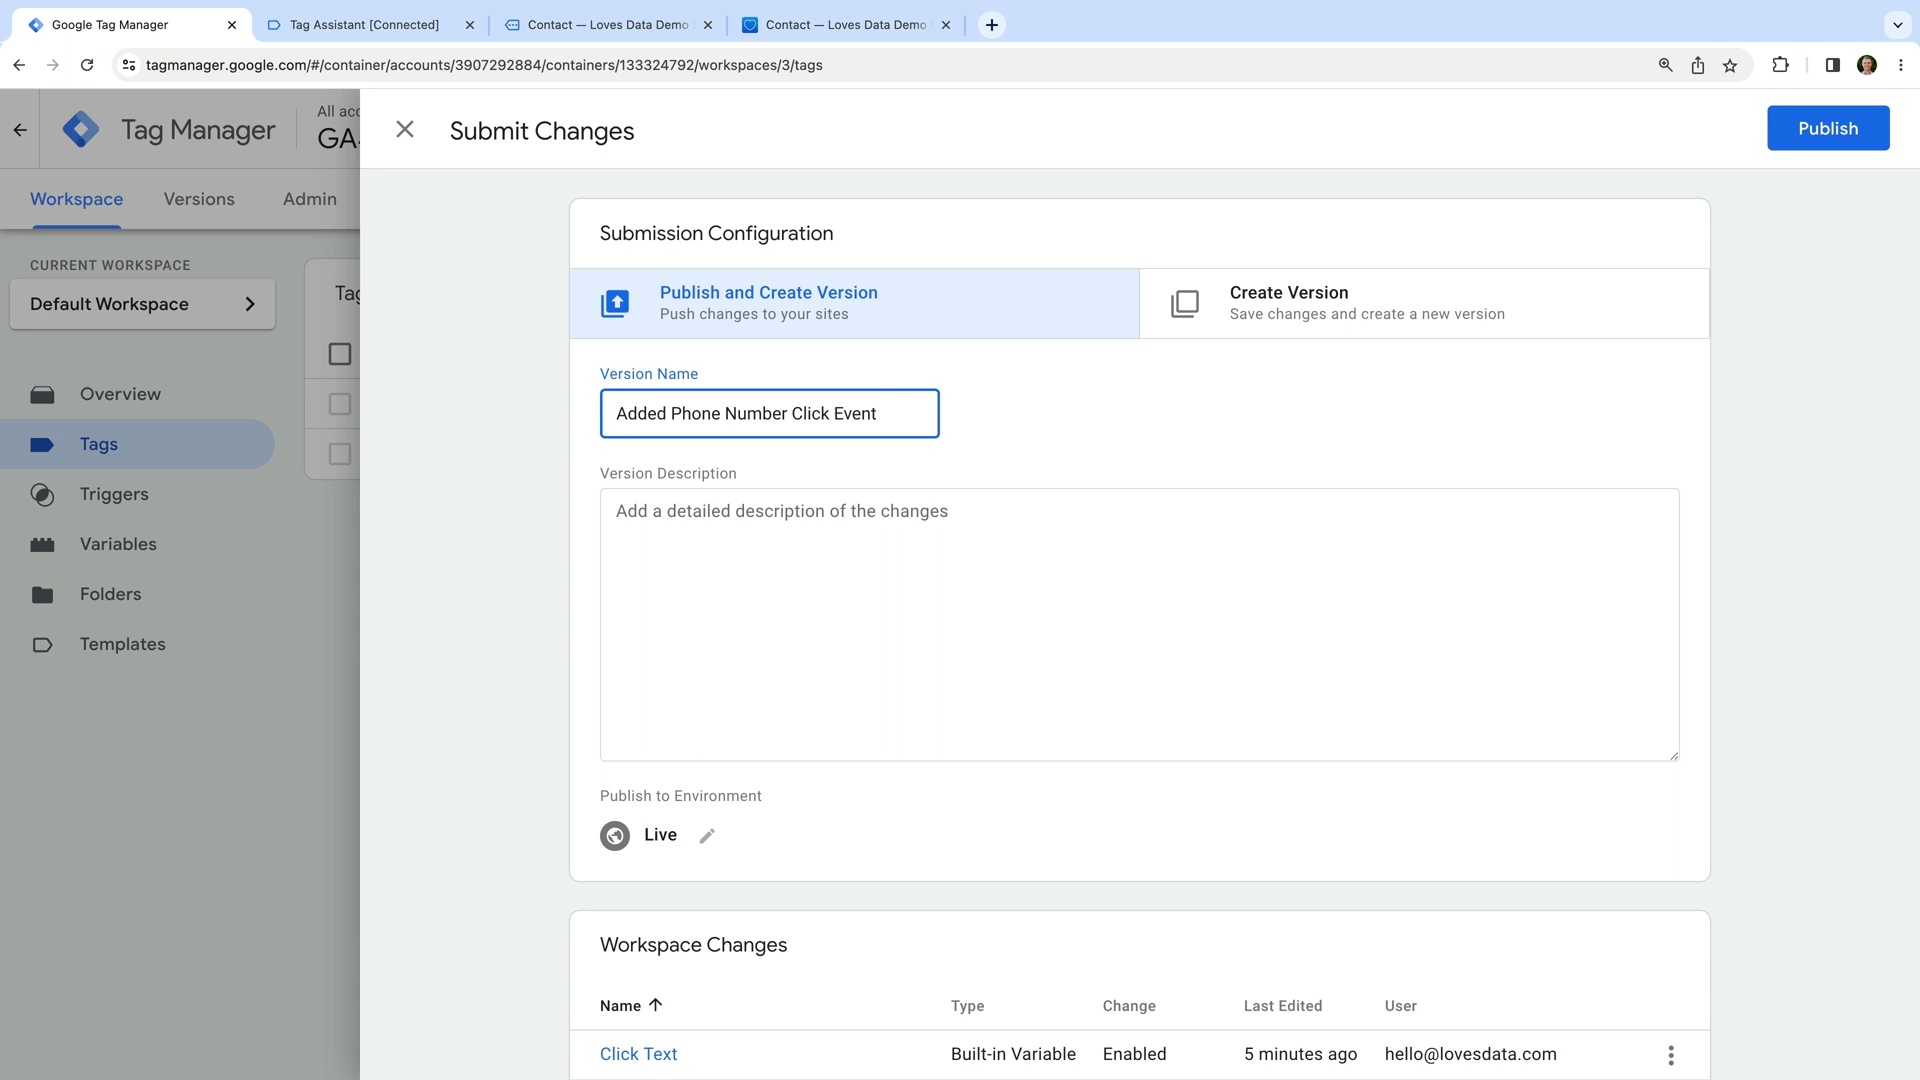 Google Tag Manager
Tag Assistant [Connected]
Contact — Loves Data Demo
Contact — Loves Data Demo
tagmanager.google.com/#/container/accounts/3907292884/containers/133324792/workspaces/3/tags
Tag Manager
All acc
GA
Submit Changes
Publish
Workspace
Versions
Admin
CURRENT WORKSPACE
Default Workspace
Tag
Overview
Tags
Triggers
Variables
Folders
Templates
Submission Configuration
Publish and Create Version
Push changes to your sites
Create Version
Save changes and create a new version
Version Name
Added Phone Number Click Event
Version Description
Add a detailed description of the changes
Publish to Environment
Live
Workspace Changes
Name Type Change Last Edited User
Click Text Built-in Variable Enabled 5 minutes ago hello@lovesdata.com